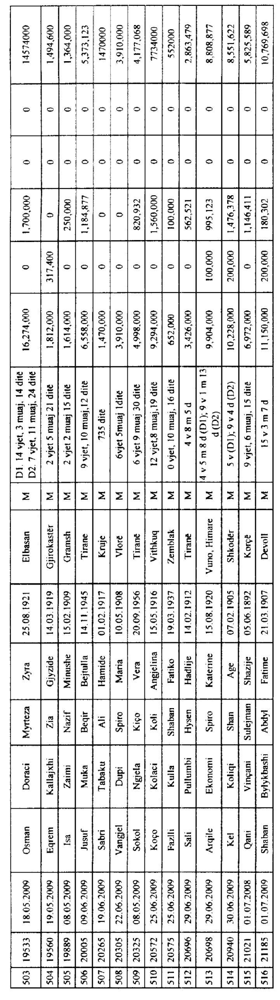 503 19533 18.05.2009 Osman Doraci Myrteza Zyra 25.08.1921 Elbasan M D1. 14 vjet, 3 muaj, 14 ditë 16,274,000 0 1,700,000 0 0 14574000
D2. 7 vjet, 11 muaj, 24 ditë
504 19560 19.05.2009 Eqrem Kallajxhi Zia Gjyzide 14.03.1919 Gjirokastër M 2 vjet 5 muaj 21 ditë 1,812,000 317,400 0 0 0 1,494,600
505 19889 08.05.2009 Isa Zaimi Nazif Minushe 15.02.1909 Gramsh M 2 vjet 2 muaj 15 ditë 1,614,000 0 250,000 0 0 1,364,000
506 20005 09.06.2009 Jusuf Muka Beqir Bejtulla 14.11.1945 Tirane M 9 vjet, 10 muaj,12 ditë 6,558,000 0 1,184,877 0 0 5,373,123
507 20265 19.06.2009 Sabri Tabaku Ali Hamide 01.02.1917 Kruje M 735 ditë 1,470,000 0 0 0 0 1470000
508 20305 22.06.2009 Vangjel Dupi Spiro Maria 10.05.1908 Vlorë M 6vjet 5muaj 1ditë 3,910,000 0 0 0 0 3,910,000
509 20325 08.05.2009 Sokol Ngjela Kiço Vera 20.09.1956 Tiranë M 6 vjet 9 muaj 30 ditë 4,998,000 0 820,932 0 0 4,177,068
510 20572 25.06.2009 Koço Kolaci Koli Angjelina 15.05.1916 Vithkuq M 12 vjet,8 muaj,19 ditë 9,294,000 0 1,560,000 0 0 7734000
511 20575 25.06.2009 Fazlli Kulla Shaban Fatiko 19.03.1937 Zemblak M 0 vjet, 10 muaj, 16 ditë 652,000 0 100,000 0 0 552000
512 20696 29.06.2009 Sali Pullumbi Hysen Hadlije 14.02.1912 Tiranë M 4 v 8 m 5 d 3,426,000 0 562,521 0 0 2,863,479
513 20698 29.06.2009 Arqile Ekonomi Spiro Katerine 15.08.1920 Vuno, Himare M 4 v 5 m 8 d (D1); 9 v 1 m 13 9,904,000 100,000 995,123 0 0 8,808,877
d (D2)
514 20940 30.06.2009 Kel Koliqi Shan Age 07.02.1905 Shkodër M 5 v (D1); 9 v 4 d (D2) 10,228,000 200,000 1,476,378 0 0 8,551,622
515 21021 01.07.2008 Qani Vinçani Sulejman Shazije 05.06.1892 Korçë M 9 vjet, 6 muaj, 15 ditë 6,972,000 0 1,146,411 0 0 5,825,589
516 21185 01.07.2009 Shaban Bylykbashi Abdyl Fatime 21.03.1907 Devoll M 15 v 3 m 7 d 11,150,000 200,000 180,302 0 0 10,769,698